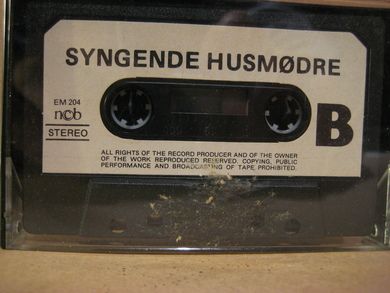 SYNGENDE HUSMØDRE
EM 204
ncb
STEREO
B
ALL RIGHTS OF THE RECORD PRODUCER AND OF THE OWNER
OF THE WORK REPRODUCED RESERVED. COPYING, PUBLIC
PERFORMANCE AND BROADCASTING OF TAPE PROHIBITED.